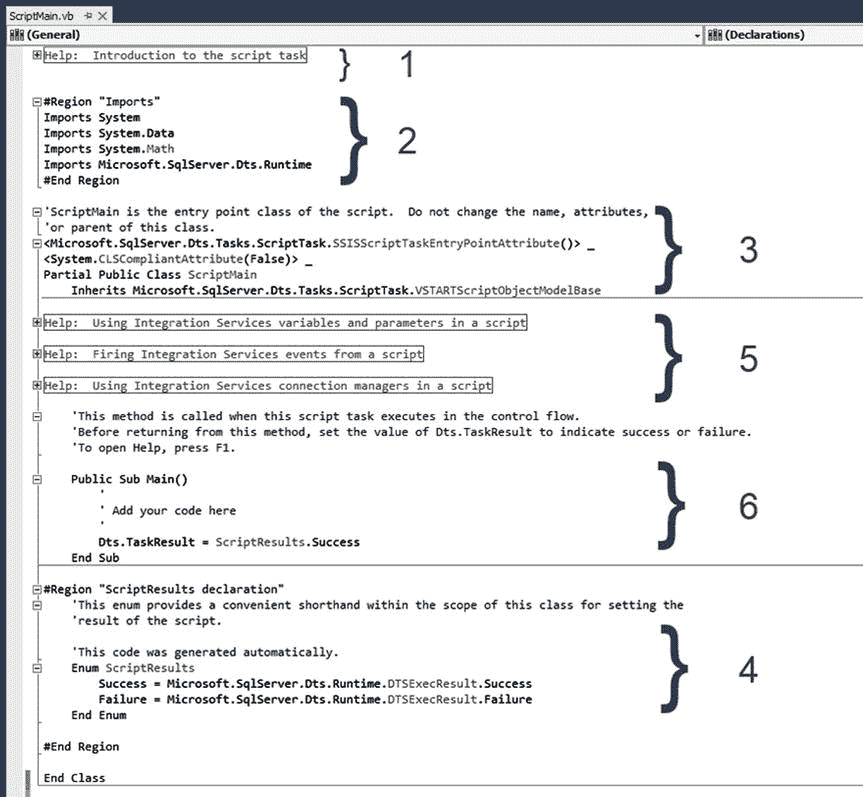 ScriptMain.vb
(General) (Declarations)
Help: Introduction to the script task
1
#Region "Imports"
Imports System
Imports System.Data
Imports System.Math
Imports Microsoft.SqlServer.Dts.Runtime
#End Region
2
'ScriptMain is the entry point class of the script. Do not change the name, attributes,
'or parent of this class.
<Microsoft.SqlServer.Dts.Tasks.ScriptTask.SSISScriptTaskEntryPointAttribute()> _
<System.CLSCompliantAttribute(False)> _
Partial Public Class ScriptMain
Inherits Microsoft.SqlServer.Dts.Tasks.ScriptTask.VSTARTScriptObjectModelBase
3
Help: Using Integration Services variables and parameters in a script
Help: Firing Integration Services events from a script
Help: Using Integration Services connection managers in a script
5
'This method is called when this script task executes in the control flow.
'Before returning from this method, set the value of Dts.TaskResult to indicate success or failure.
'To open Help, press F1.
Public Sub Main()
'
' Add your code here
'
Dts.TaskResult = ScriptResults.Success
End Sub
6
#Region "ScriptResults declaration"
'This enum provides a convenient shorthand within the scope of this class for setting the
'result of the script.
'This code was generated automatically.
Enum ScriptResults
Success = Microsoft.SqlServer.Dts.Runtime.DTSExecResult.Success
Failure = Microsoft.SqlServer.Dts.Runtime.DTSExecResult.Failure
End Enum
4
#End Region
End Class